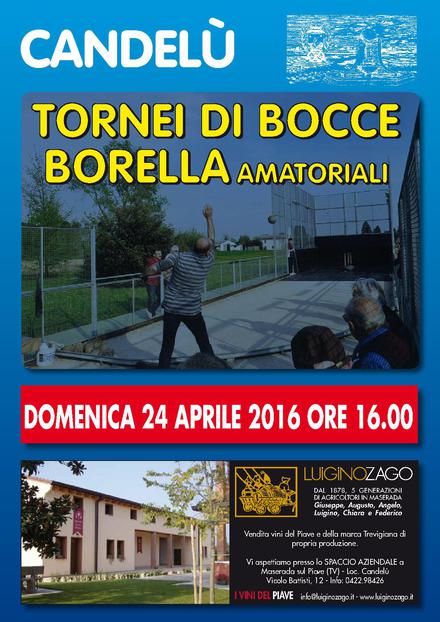 CANDELÙ
TORNEI DI BOCCE
BORELLA AMATORIALI
DOMENICA 24 APRILE 2016 ORE 16.00
LUIGINOZAGO
DAL 1878, 5 GENERAZIONI
DI AGRICOLTORI IN MASERADA
Giuseppe, Augusto, Angelo,
Luigino, Chiara e Federico
Vendita vini del Piave e della marca Trevigiana di
propria produzione.
Vi aspettiamo presso lo SPACCIO AZIENDALE a
Maserada sul Piave (TV) - Loc. Candelù
Vicolo Battisti, 12 - Info: 0422.98426
I VINI DEL PIAVE info@luiginozago.it - www.luiginozago.it